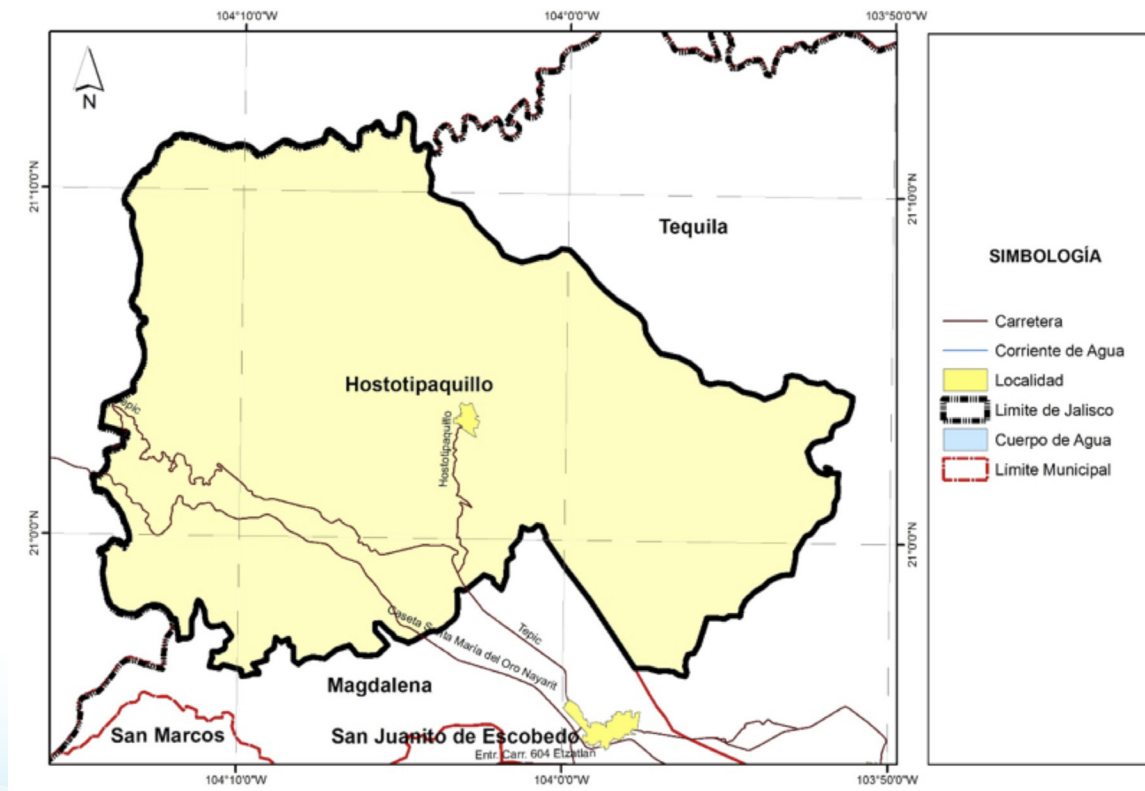 104°10'0"W
104°0'0"W
103°50'0"W
N
21°10'0"N
21°10'0"N
Tequila
SIMBOLOGÍA
Carretera
Corriente de Agua
Localidad
Limite de Jalisco
Cuerpo de Agua
Limite Municipal
Hostotipaquillo
Tepic
Hostotipaquillo
21°0'0"N
21°0'0"N
Caseta Santa María del Oro Nayarit
Tepic
Magdalena
San Marcos
San Juanito de Escobedo
Entr. Carr. 604 Etzatlan
104°10'0"W
104°0'0"W
103°50'0"W